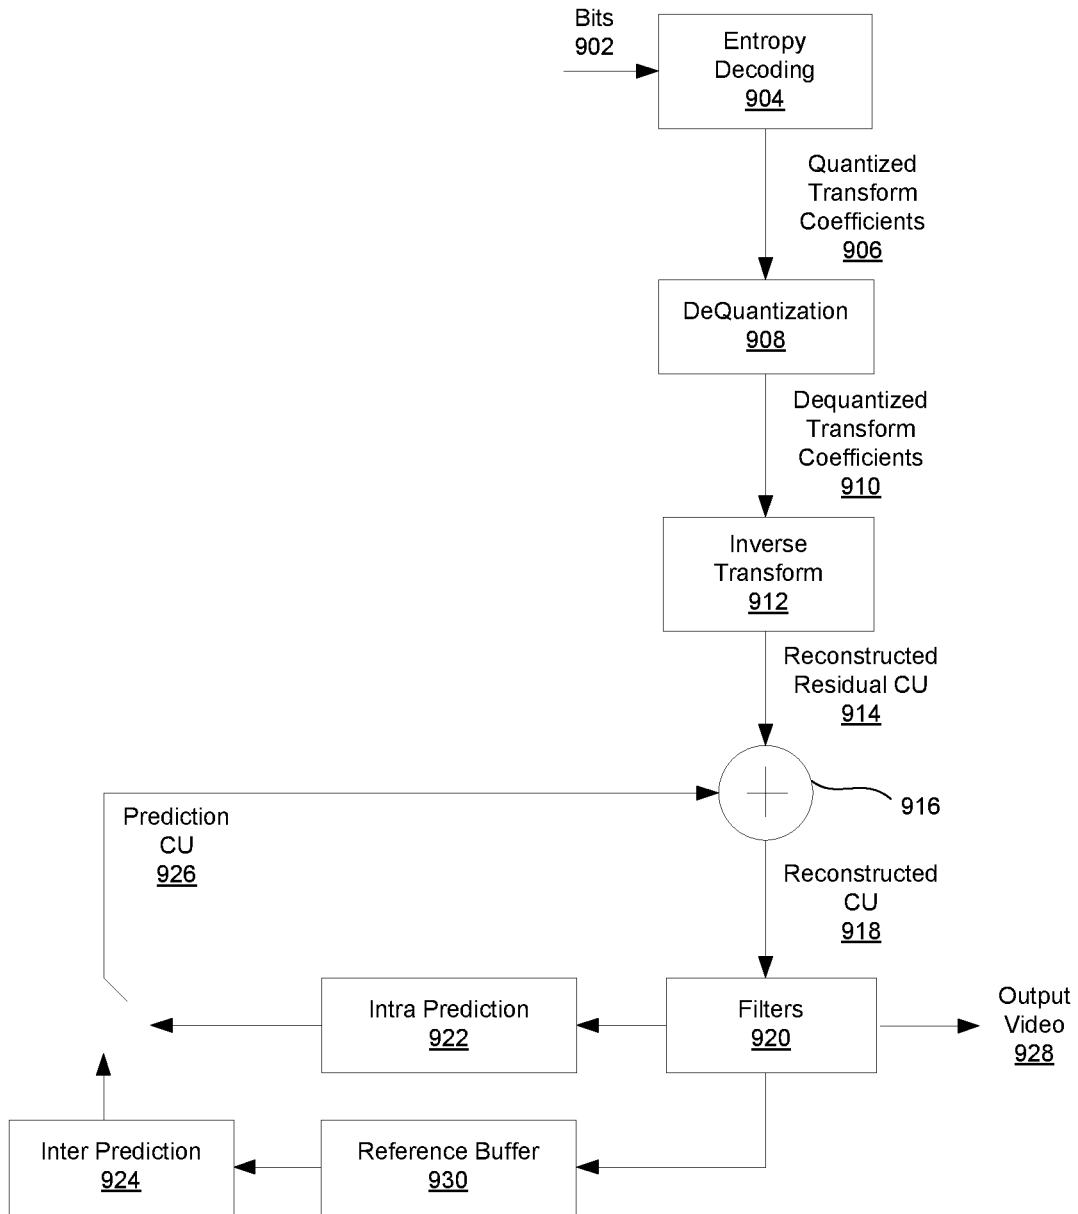 Bits
902
Entropy
Decoding
904
Quantized
Transform
Coefficients
906
DeQuantization
908
Dequantized
Transform
Coefficients
910
Inverse
Transform
912
Reconstructed
Residual CU
914
916
Prediction
CU
926
Reconstructed
CU
918
Intra Prediction
922
Filters
920
Output
Video
928
Inter Prediction
924
Reference Buffer
930